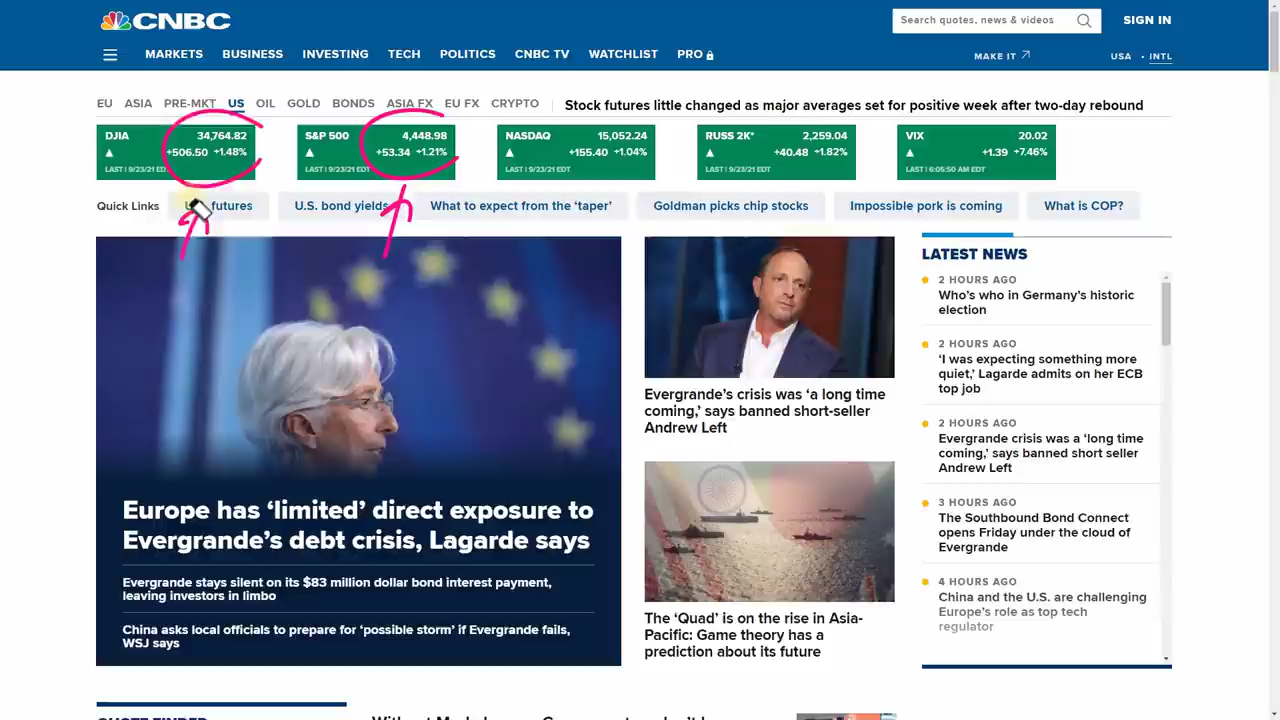 CNBC
Search quotes, news & videos
SIGN IN
MARKETS BUSINESS INVESTING TECH POLITICS CNBC TV WATCHLIST PRO
MAKE IT USA • INTL
EU ASIA PRE-MKT US OIL GOLD BONDS ASIA FX EU FX CRYPTO
Stock futures little changed as major averages set for positive week after two-day rebound
DJIA 34,764.82
+506.50 +1.48%
LAST | 9/23/21 EDT
S&P 500 4,448.98
+53.34 +1.21%
LAST | 9/23/21 EDT
NASDAQ 15,052.24
+155.40 +1.04%
LAST | 9/23/21 EDT
RUSS 2K* 2,259.04
+40.48 +1.82%
LAST | 9/23/21 EDT
VIX 20.02
+1.39 +7.46%
LAST | 6:05:50 AM EDT
Quick Links
futures
U.S. bond yields
What to expect from the ‘taper’
Goldman picks chip stocks
Impossible pork is coming
What is COP?
Europe has ‘limited’ direct exposure to
Evergrande’s debt crisis, Lagarde says
Evergrande stays silent on its $83 million dollar bond interest payment,
leaving investors in limbo
China asks local officials to prepare for ‘possible storm’ if Evergrande fails,
WSJ says
Evergrande’s crisis was ‘a long time
coming,’ says banned short-seller
Andrew Left
The ‘Quad’ is on the rise in Asia-
Pacific: Game theory has a
prediction about its future
LATEST NEWS
2 HOURS AGO
Who’s who in Germany’s historic
election
2 HOURS AGO
‘I was expecting something more
quiet,’ Lagarde admits on her ECB
top job
2 HOURS AGO
Evergrande crisis was a ‘long time
coming,’ says banned short seller
Andrew Left
3 HOURS AGO
The Southbound Bond Connect
opens Friday under the cloud of
Evergrande
4 HOURS AGO
China and the U.S. are challenging
Europe’s role as top tech
regulator
QUOTE FINDER